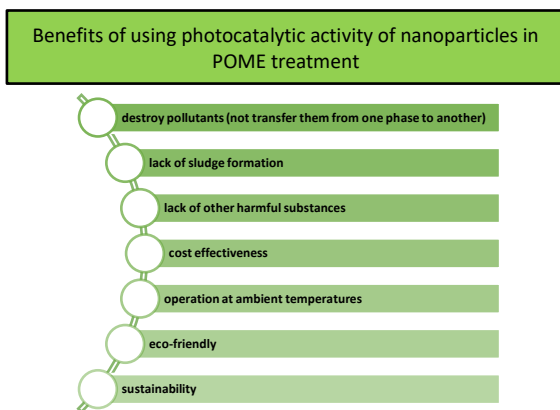 Benefits of using photocatalytic activity of nanoparticles in
POME treatment
destroy pollutants (not transfer them from one phase to another)
lack of sludge formation
lack of other harmful substances
cost effectiveness
operation at ambient temperatures
eco-friendly
sustainability